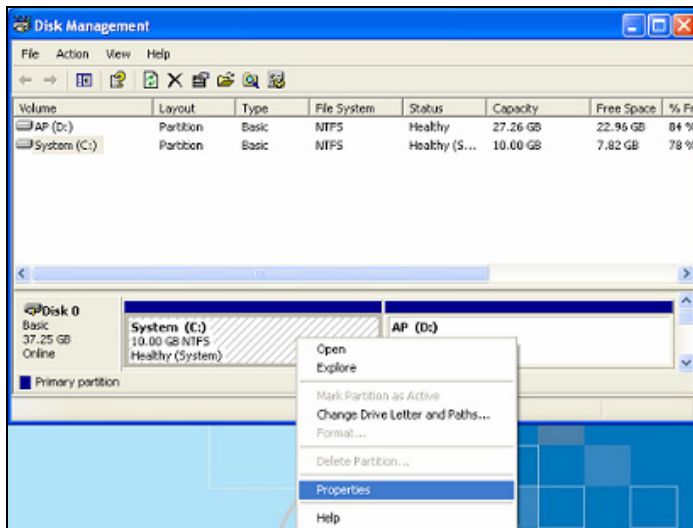 Disk Management
File Action View Help
Volume Layout Type File System Status Capacity Free Space % Fr
AP (D:) Partition Basic NTFS Healthy 27.26 GB 22.96 GB 84 %
System (C:) Partition Basic NTFS Healthy (S... 10.00 GB 7.82 GB 78 %
Disk 0
Basic
37.25 GB
Online
System (C:)
10.00 GB NTFS
Healthy (System)
AP (D:)
Primary partition
Open
Explore
Mark Partition as Active
Change Drive Letter and Paths...
Format...
Delete Partition...
Properties
Help